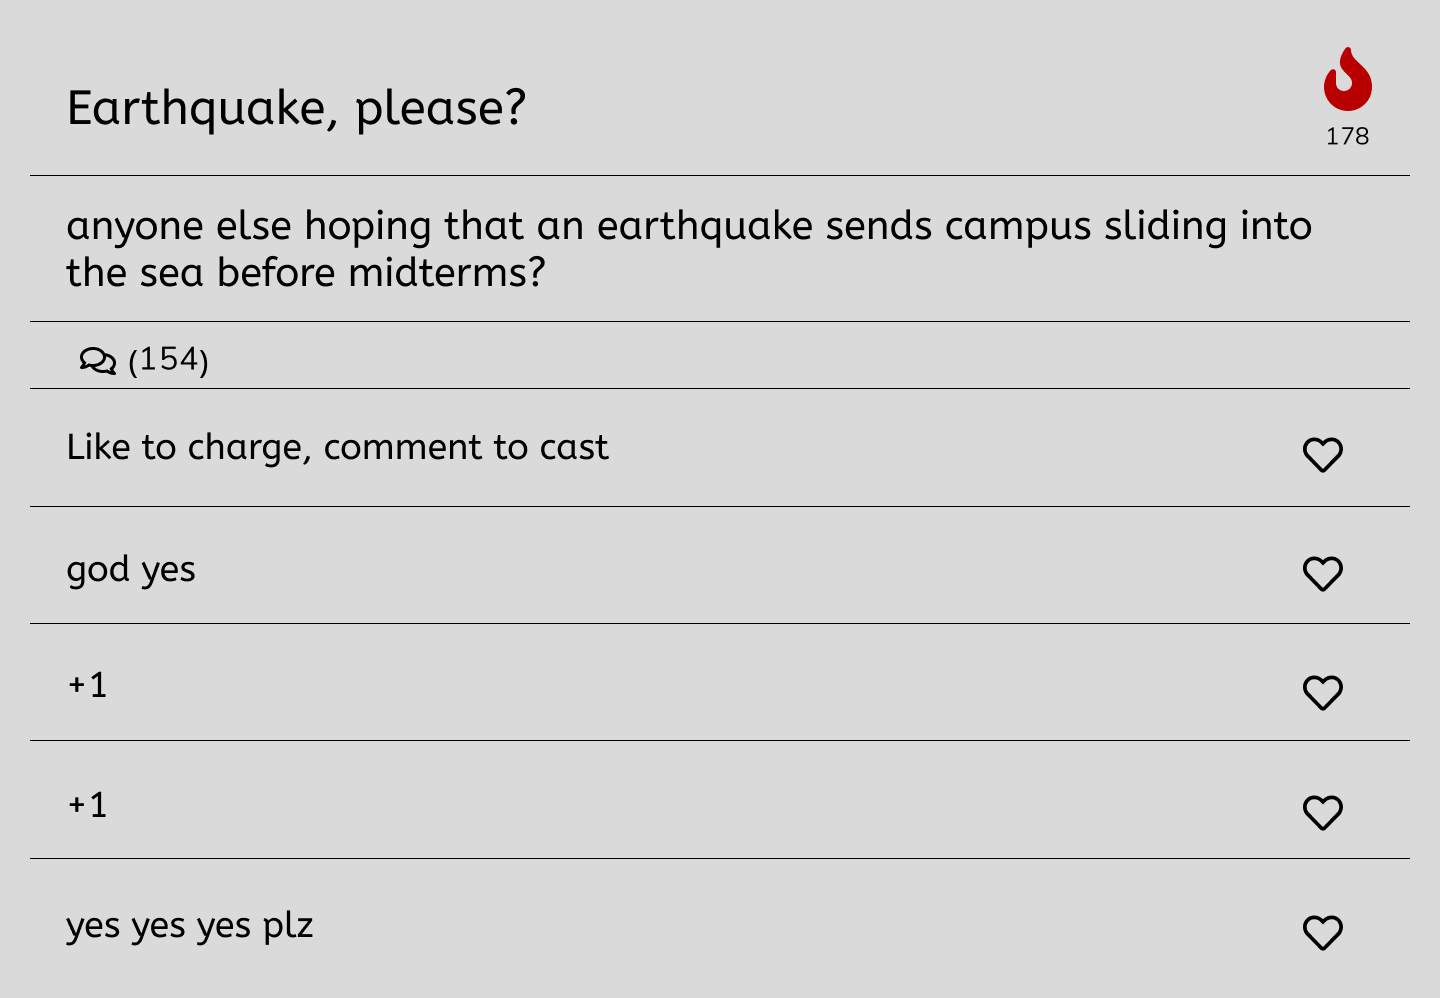 Earthquake, please?
178
anyone else hoping that an earthquake sends campus sliding into
the sea before midterms?
(154)
Like to charge, comment to cast
god yes
+1
+1
yes yes yes plz